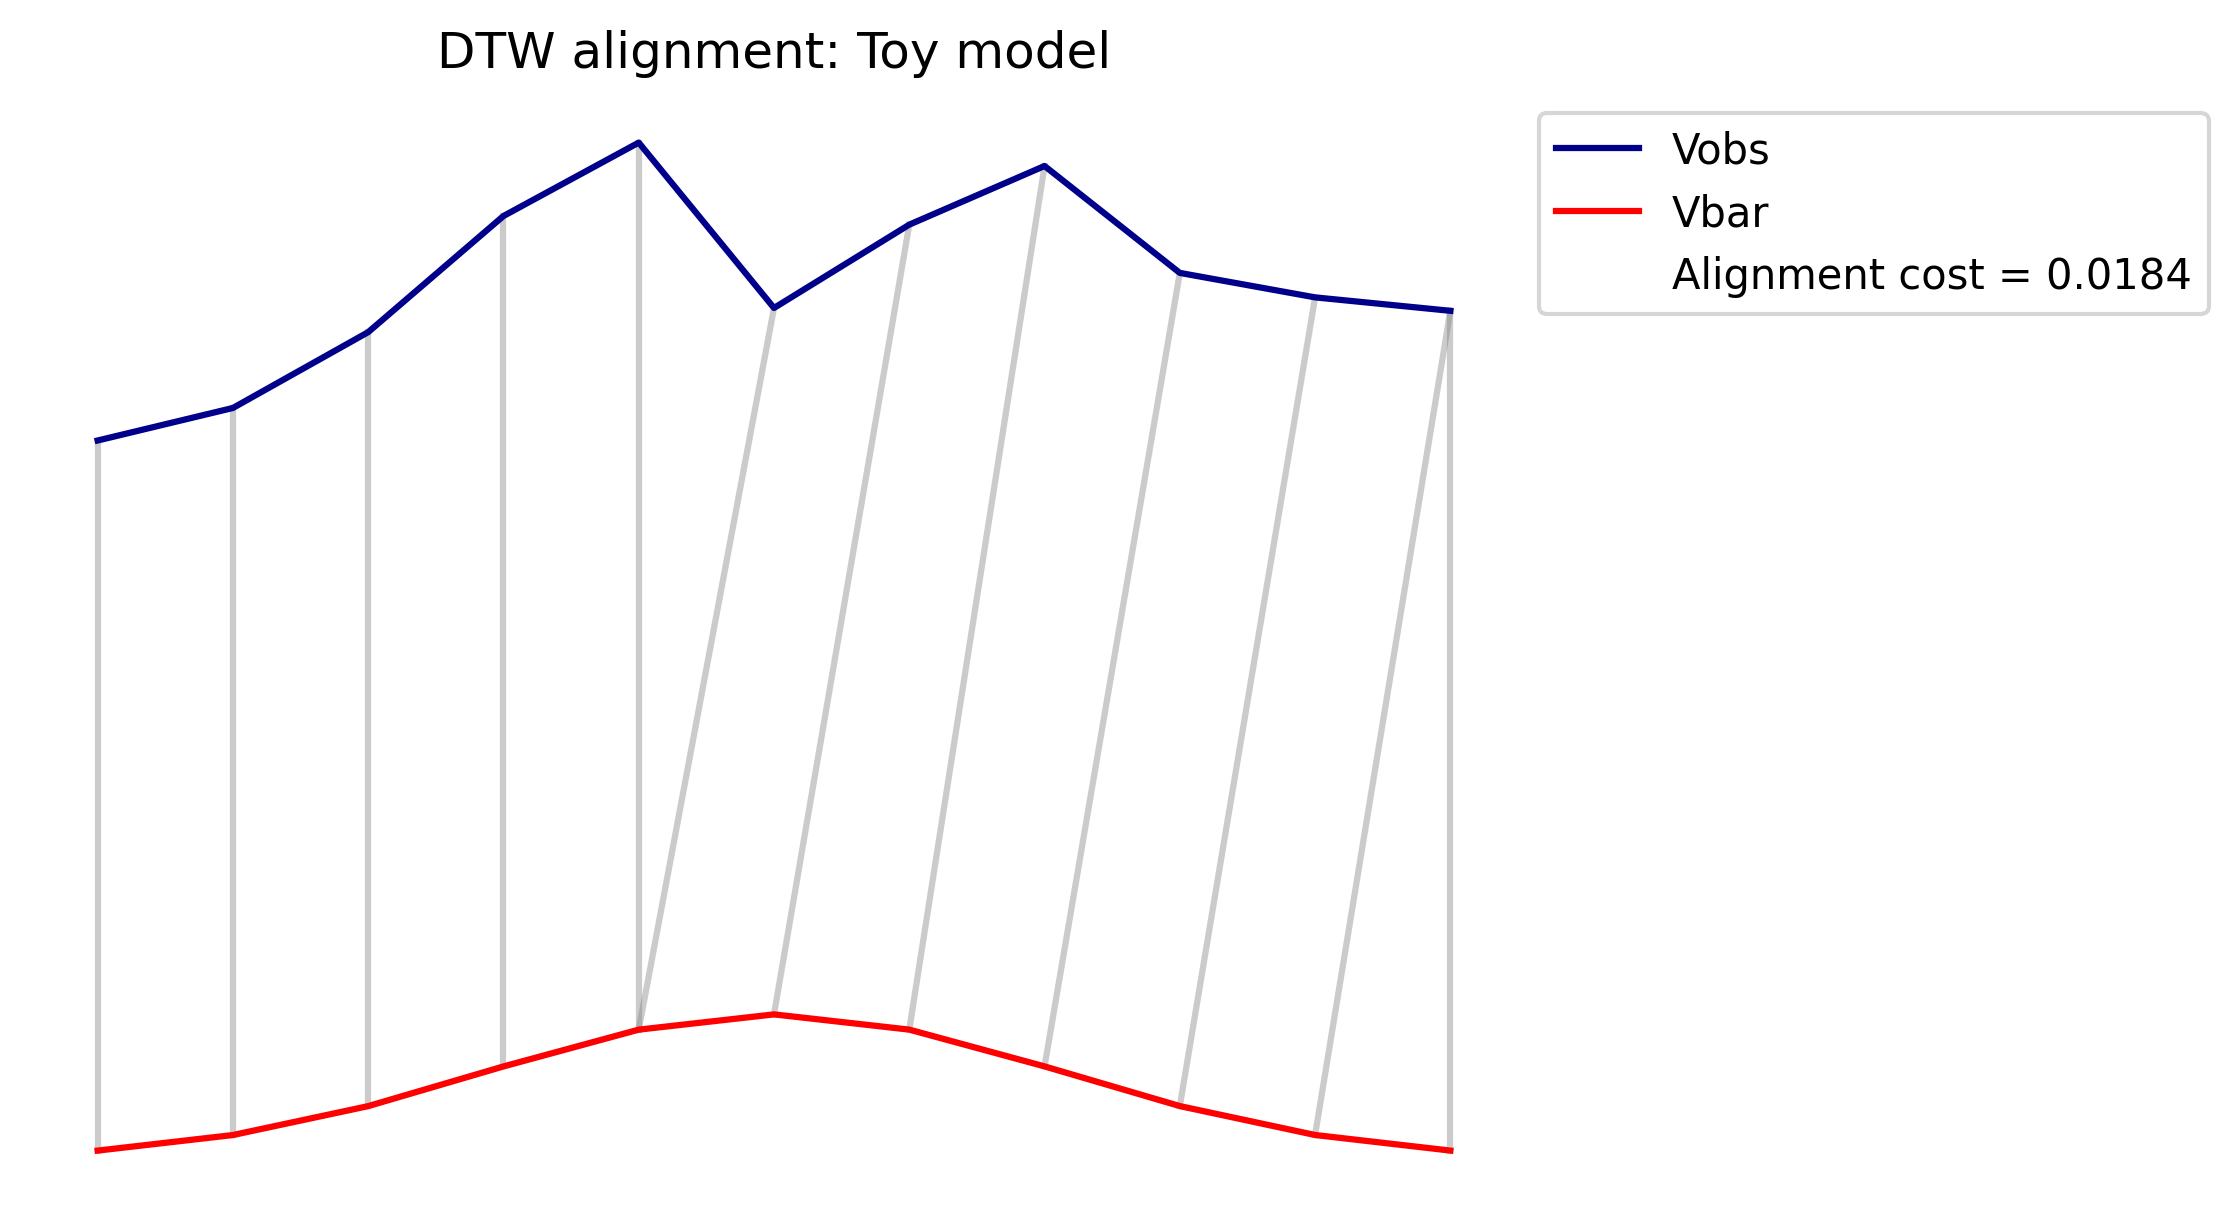 DTW alignment: Toy model
Vobs
Vbar
Alignment cost = 0.0184